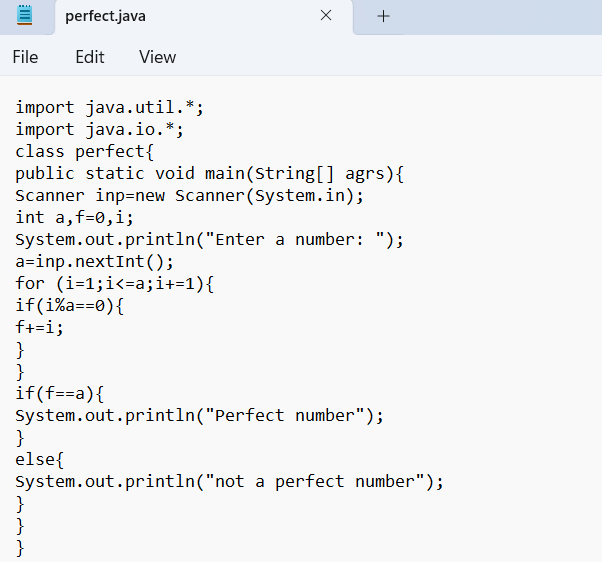 perfect.java
File Edit View
import java.util.*;
import java.io.*;
class perfect{
public static void main(String[] agrs){
Scanner inp=new Scanner(System.in);
int a,f=0,i;
System.out.println("Enter a number: ");
a=inp.nextInt();
for (i=1;i<=a;i+=1){
if(i%a==0){
f+=i;
}
}
if(f==a){
System.out.println("Perfect number");
}
else{
System.out.println("not a perfect number");
}
}
}